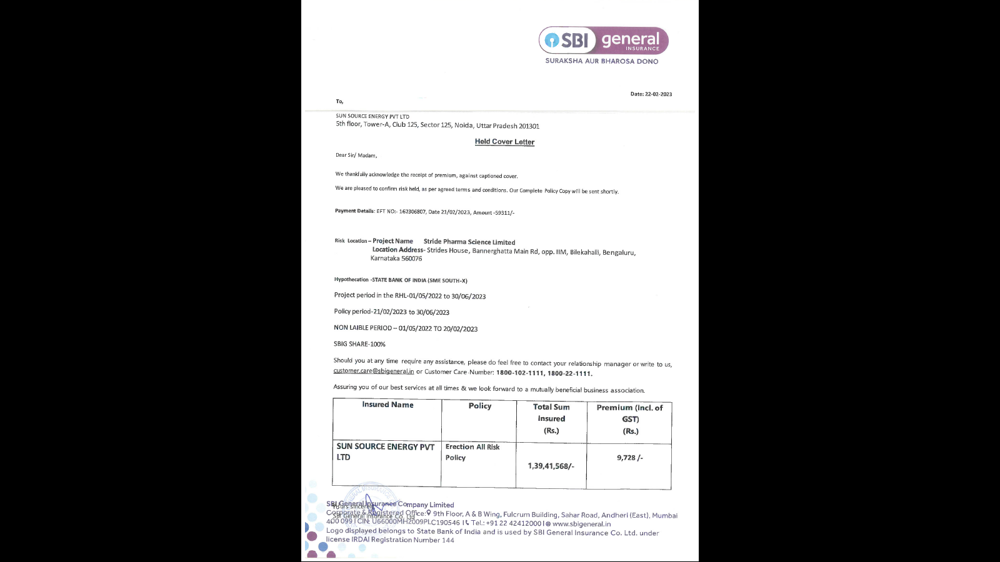 SBI general
INSURANCE
SURAKSHA AUR BHAROSA DONO
Date: 22-02-2023
To,
SUN SOURCE ENERGY PVT LTD
5th floor, Tower-A, Club 125, Sector 125, Noida, Uttar Pradesh 201301
Held Cover Letter
Dear Sir/ Madam,
We thankfully acknowledge the receipt of premium, against captioned cover.
We are pleased to confirm risk held, as per agreed terms and conditions. Our Complete Policy Copy will be sent shortly.
Payment Details: EFT NO:- 162306807, Date 21/02/2023, Amount -59311/-
Risk Location – Project Name Stride Pharma Science Limited
Location Address- Strides House, Bannerghatta Main Rd, opp. IIM, Bilekahalli, Bengaluru,
Karnataka 560076
Hypothecation -STATE BANK OF INDIA (SME SOUTH-X)
Project period in the RHL-01/05/2022 to 30/06/2023
Policy period-21/02/2023 to 30/06/2023
NON LAIBLE PERIOD – 01/05/2022 TO 20/02/2023
SBIG SHARE-100%
Should you at any time require any assistance, please do feel free to contact your relationship manager or write to us,
customer.care@sbigeneral.in or Customer Care Number: 1800-102-1111, 1800-22-1111.
Assuring you of our best services at all times & we look forward to a mutually beneficial business association.
Insured Name Policy Total Sum Insured (Rs.) Premium (Incl. of GST) (Rs.)
SUN SOURCE ENERGY PVT LTD Erection All Risk Policy 1,39,41,568/- 9,728 /-
Yours sincerely
SBI General Insurance Co. Ltd
SBI General Insurance Company Limited
Corporate & Registered Office: 9th Floor, A & B Wing, Fulcrum Building, Sahar Road, Andheri (East), Mumbai
400 099 | CIN: U66000MH2009PLC190546 | Tel.: +91 22 42412000 | www.sbigeneral.in
Logo displayed belongs to State Bank of India and is used by SBI General Insurance Co. Ltd. under
license IRDAI Registration Number 144